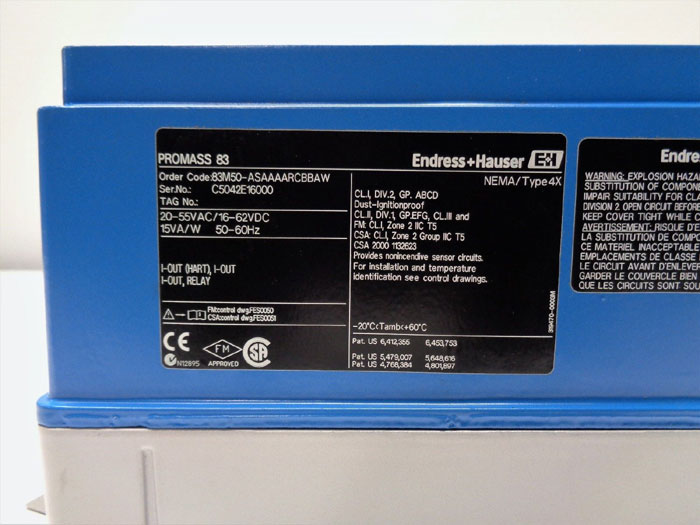 PROMASS 83
Endress+Hauser EH
Order Code: 83M50-ASAAAARCBBAW
NEMA/Type 4X
Ser.No.: C5042E16000
TAG No.:
20-55VAC/16-62VDC
15VA/W 50-60Hz
I-OUT (HART), I-OUT
I-OUT, RELAY
FM:control dwg.FES0050
CSA:control dwg.FES0051
CE
N12895
FM
APPROVED
CL.I, DIV.2, GP. ABCD
Dust-Ignitionproof
CL.II, DIV.1, GP.EFG, CL.III and
FM: CL.I, Zone 2 IIC T5
CSA: CL.I, Zone 2 Group IIC T5
CSA 2000 1132623
Provides nonincendive sensor circuits.
For installation and temperature
identification see control drawings.
-20°C<Tamb<+60°C
Pat. US 6,412,355 6,453,753
Pat. US 5,479,007 5,648,616
Pat. US 4,768,384 4,801,897
319470-0003M
Endre
WARNING: EXPLOSION HAZA
SUBSTITUTION OF COMPON
IMPAIR SUITABILITY FOR CLA
DIVISION 2. OPEN CIRCUIT BEFORE
KEEP COVER TIGHT WHILE C
AVERTISSEMENT: RISQUE D'E
LA SUBSTITUTION DE COMPO
CE MATERIEL INACCEPTABLE
EMPLACEMENTS DE CLASSE
LE CIRCUIT AVANT D'ENLEVE
GARDER LE COUVERCLE BIEN
QUE LES CIRCUITS SONT SOU